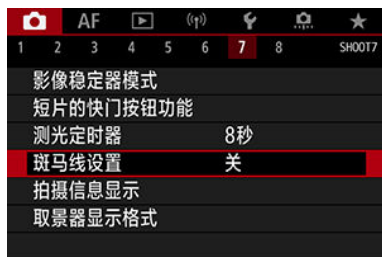 AF
1 2 3 4 5 6 7 8 SHOOT7
影像稳定器模式
短片的快门按钮功能
测光定时器 8秒
斑马线设置 关
拍摄信息显示
取景器显示格式